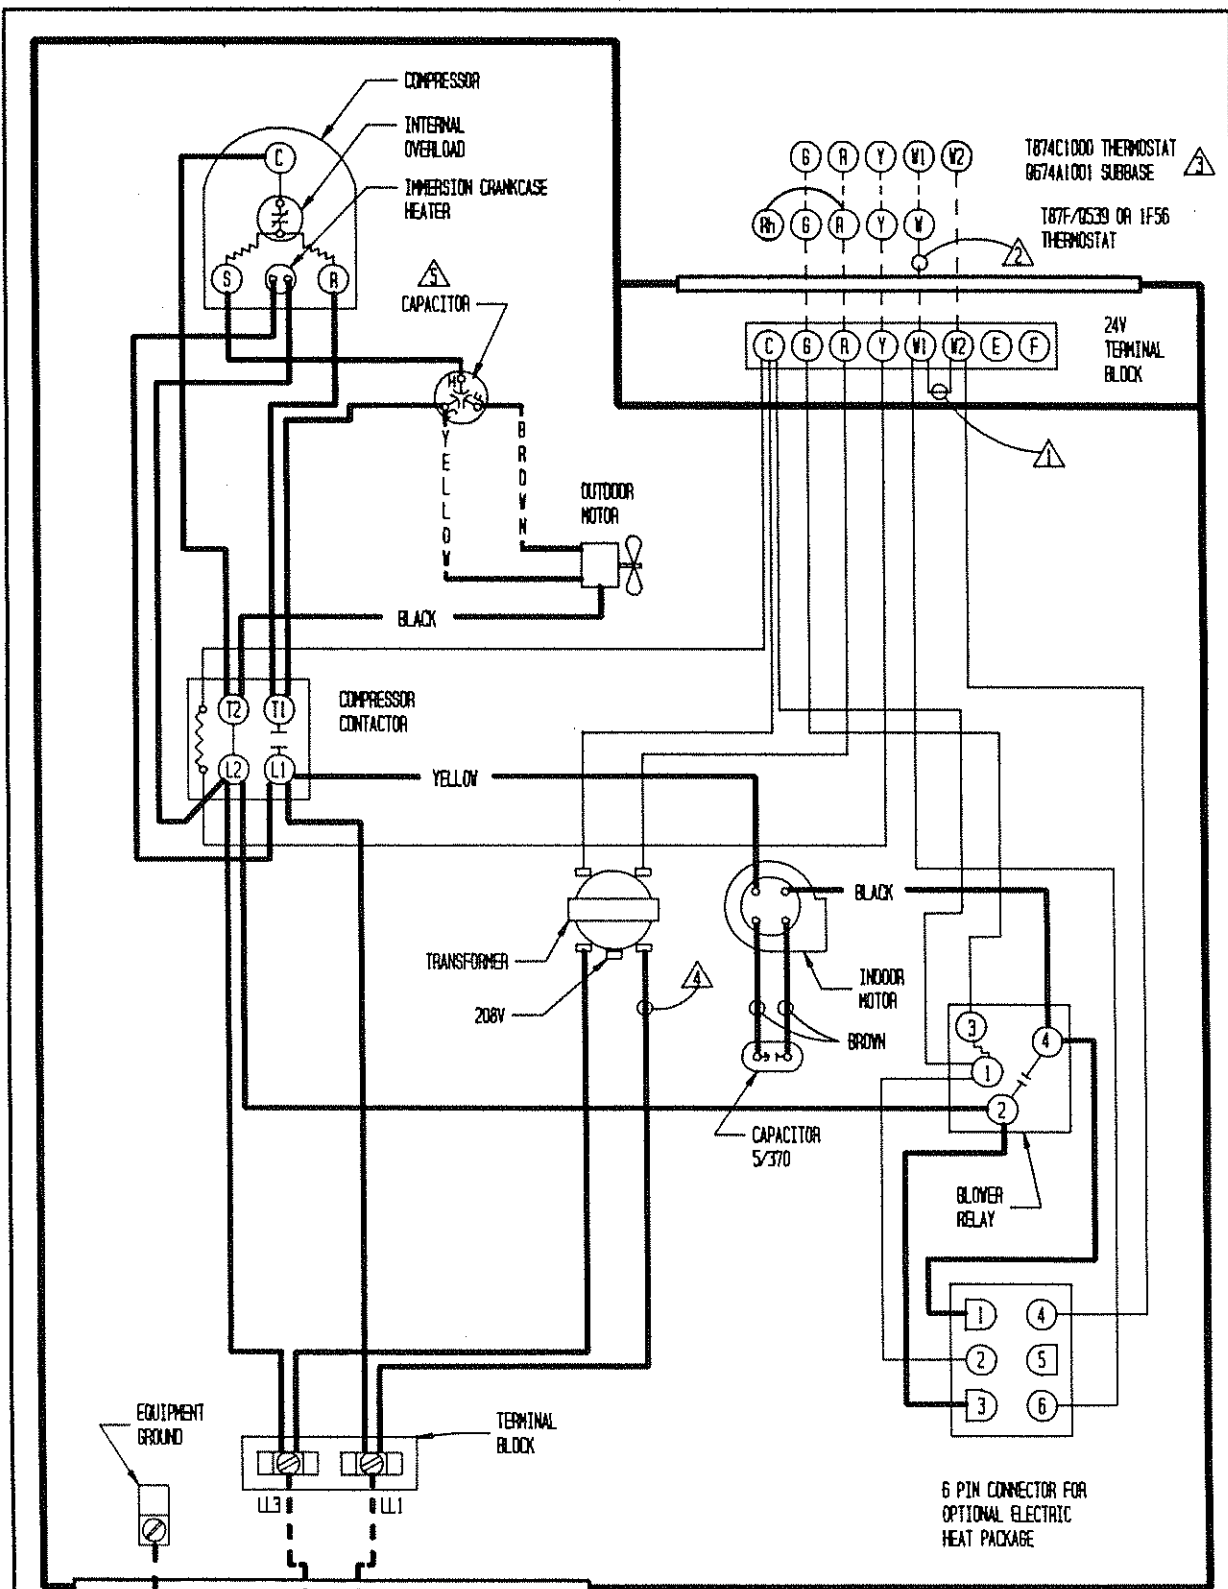 COMPRESSOR
INTERNAL
OVERLOAD
IMMERSION CRANKCASE
HEATER
C
S
R
5
CAPACITOR
H
C
F
YELLOW
BROWN
OUTDOOR
MOTOR
BLACK
G R Y W1 W2
T874C1000 THERMOSTAT
Q674A1001 SUBBASE
3
Rh G R Y W
T87F/Q539 OR 1F56
THERMOSTAT
2
C G R Y W1 W2 E F
24V
TERMINAL
BLOCK
1
T2 T1
L2 L1
COMPRESSOR
CONTACTOR
YELLOW
BLACK
TRANSFORMER
208V
4
INDOOR
MOTOR
BROWN
CAPACITOR
5/370
3
4
1
2
BLOWER
RELAY
1 4
2 5
3 6
6 PIN CONNECTOR FOR
OPTIONAL ELECTRIC
HEAT PACKAGE
EQUIPMENT
GROUND
TERMINAL
BLOCK
LL3 LL1